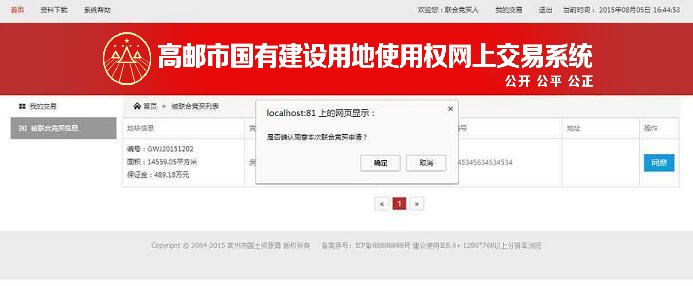 首页 资料下载 系统帮助 欢迎您：联合竞买人 我的交易 退出 当前时间： 2015年08月05日 16:44:53
高邮市国有建设用地使用权网上交易系统
公开 公平 公正
我的交易 首页 > 被联合竞买列表
被联合竞买信息
localhost:81 上的网页显示：
是否确认同意本次联合竞买申请？
确定 取消
地块信息 地址 操作
编号：GWJ20151202
面积：14559.05平方米
保证金：489.18万元
345345634534534
同意
« 1 »
Copyright © 2004-2015 常州市国土资源局 版权所有 备案序号：ICP备68888888号 建议使用IE8.0+ 1280*768以上分辨率浏览